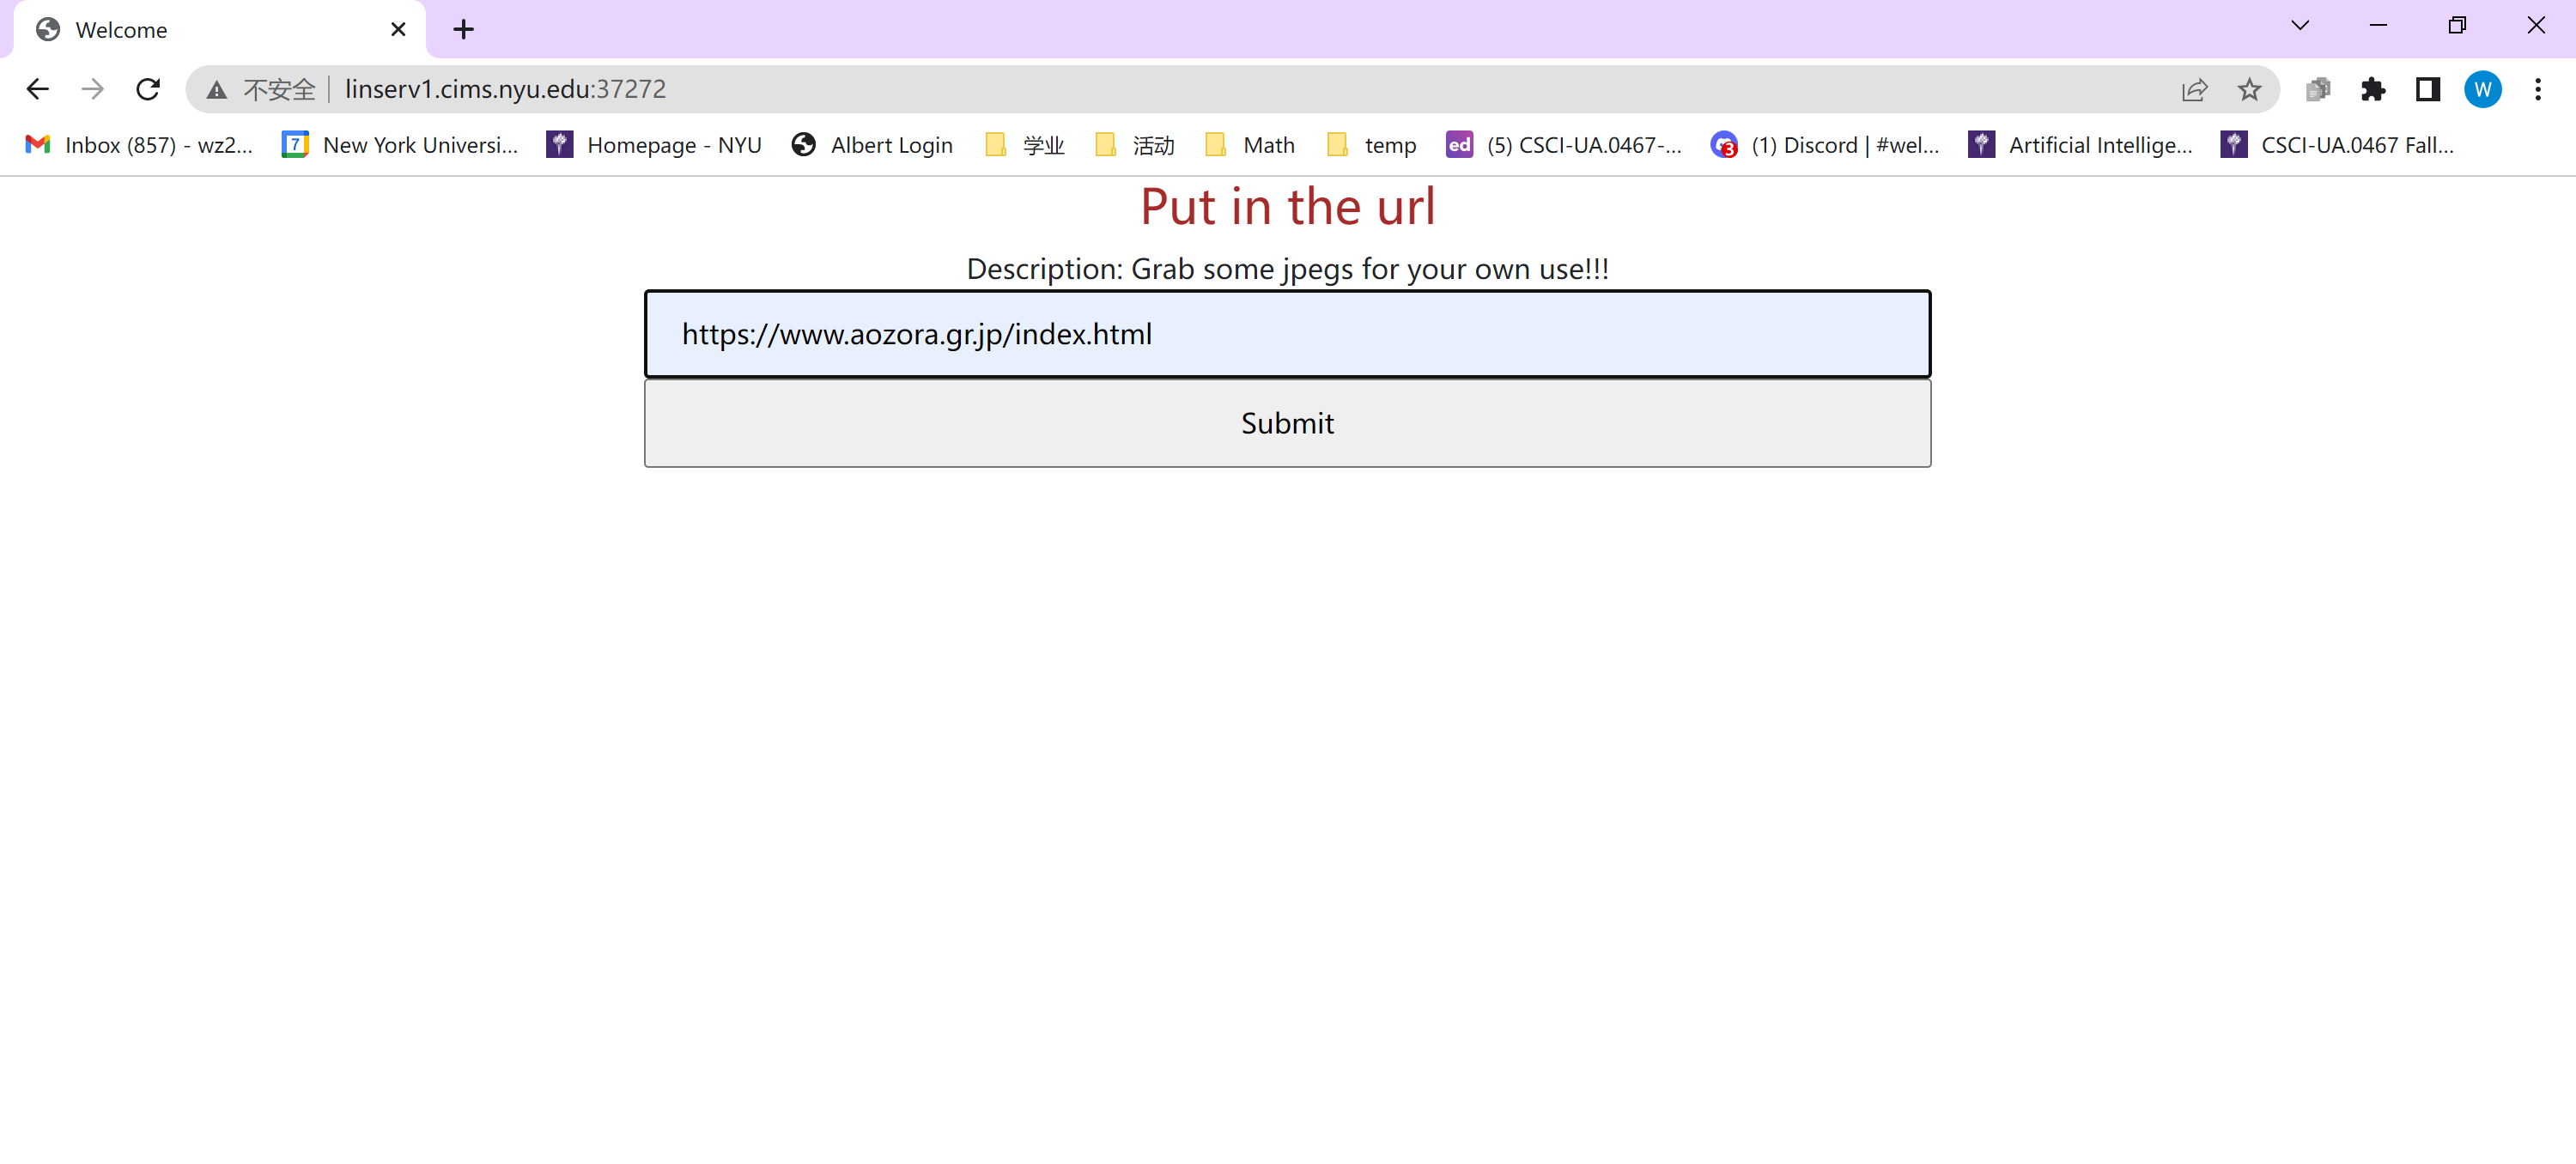 Welcome
不安全 linserv1.cims.nyu.edu:37272
W
Inbox (857) - wz2... 7 New York Universi... Homepage - NYU Albert Login 学业 活动 Math temp ed (5) CSCI-UA.0467-... 3 (1) Discord | #wel... Artificial Intellige... CSCI-UA.0467 Fall...
Put in the url
Description: Grab some jpegs for your own use!!!
https://www.aozora.gr.jp/index.html
Submit